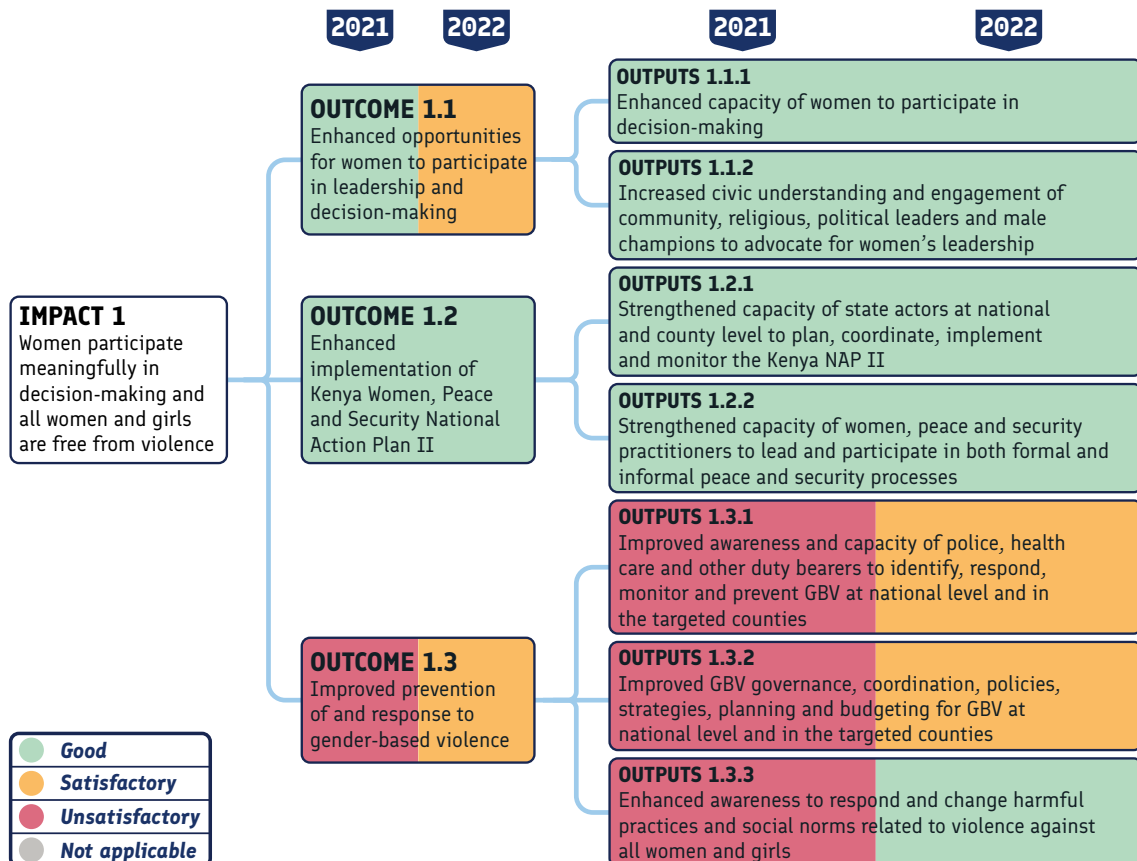 2021
2022
2021
2022
IMPACT 1
Women participate
meaningfully in
decision-making and
all women and girls
are free from violence
OUTCOME 1.1
Enhanced opportunities
for women to participate
in leadership and
decision-making
OUTPUTS 1.1.1
Enhanced capacity of women to participate in
decision-making
OUTPUTS 1.1.2
Increased civic understanding and engagement of
community, religious, political leaders and male
champions to advocate for women’s leadership
OUTCOME 1.2
Enhanced
implementation of
Kenya Women, Peace
and Security National
Action Plan II
OUTPUTS 1.2.1
Strengthened capacity of state actors at national
and county level to plan, coordinate, implement
and monitor the Kenya NAP II
OUTPUTS 1.2.2
Strengthened capacity of women, peace and security
practitioners to lead and participate in both formal and
informal peace and security processes
OUTCOME 1.3
Improved prevention
of and response to
gender-based violence
OUTPUTS 1.3.1
Improved awareness and capacity of police, health
care and other duty bearers to identify, respond,
monitor and prevent GBV at national level and in
the targeted counties
OUTPUTS 1.3.2
Improved GBV governance, coordination, policies,
strategies, planning and budgeting for GBV at
national level and in the targeted counties
OUTPUTS 1.3.3
Enhanced awareness to respond and change harmful
practices and social norms related to violence against
all women and girls
Good
Satisfactory
Unsatisfactory
Not applicable